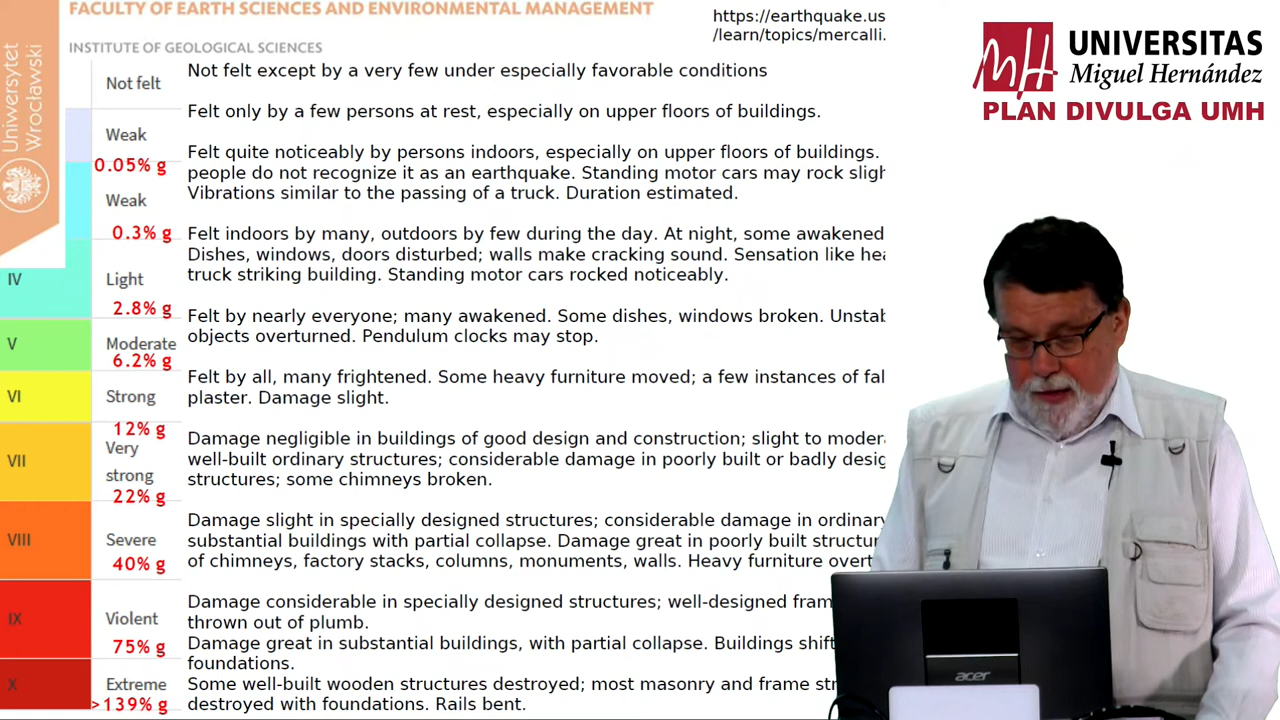 FACULTY OF EARTH SCIENCES AND ENVIRONMENTAL MANAGEMENT
INSTITUTE OF GEOLOGICAL SCIENCES
Uniwersytet
Wrocławski
https://earthquake.us
/learn/topics/mercalli.
UNIVERSITAS
Miguel Hernández
PLAN DIVULGA UMH
Not felt
Not felt except by a very few under especially favorable conditions
Weak
Felt only by a few persons at rest, especially on upper floors of buildings.
0.05% g
Felt quite noticeably by persons indoors, especially on upper floors of buildings.
people do not recognize it as an earthquake. Standing motor cars may rock sligh
Vibrations similar to the passing of a truck. Duration estimated.
Weak
0.3% g
Felt indoors by many, outdoors by few during the day. At night, some awakened
Dishes, windows, doors disturbed; walls make cracking sound. Sensation like hea
truck striking building. Standing motor cars rocked noticeably.
IV
Light
2.8% g
Felt by nearly everyone; many awakened. Some dishes, windows broken. Unstab
objects overturned. Pendulum clocks may stop.
V
Moderate
6.2% g
Felt by all, many frightened. Some heavy furniture moved; a few instances of fal
plaster. Damage slight.
VI
Strong
12% g
Damage negligible in buildings of good design and construction; slight to moder
well-built ordinary structures; considerable damage in poorly built or badly desig
structures; some chimneys broken.
VII
Very
strong
22% g
Damage slight in specially designed structures; considerable damage in ordinary
substantial buildings with partial collapse. Damage great in poorly built structur
of chimneys, factory stacks, columns, monuments, walls. Heavy furniture overt
VIII
Severe
40% g
Damage considerable in specially designed structures; well-designed fram
thrown out of plumb.
Damage great in substantial buildings, with partial collapse. Buildings shift
foundations.
IX
Violent
75% g
Some well-built wooden structures destroyed; most masonry and frame str
destroyed with foundations. Rails bent.
X
Extreme
>139% g
acer